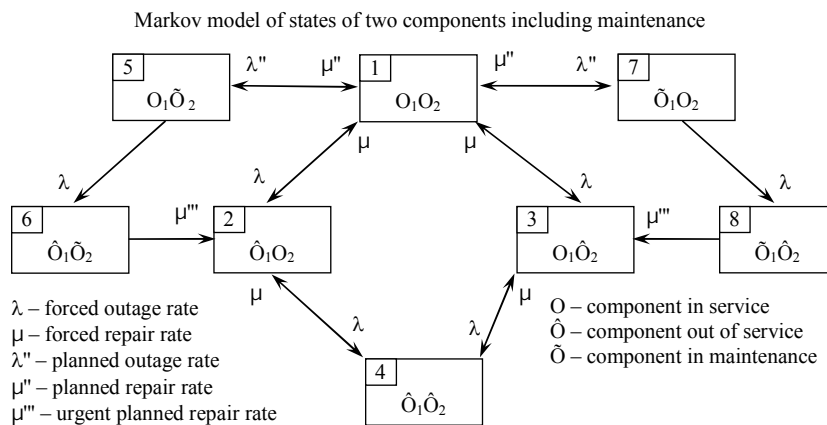 Markov model of states of two components including maintenance
5
λ"
µ"
1
µ"
λ"
7
O₁Õ₂
O₁O₂
Õ₁O₂
µ
µ
λ
λ
λ
λ
6
µ'''
2
3
µ'''
8
Ô₁Õ₂
Ô₁O₂
O₁Ô₂
Õ₁Ô₂
µ
µ
λ – forced outage rate
µ – forced repair rate
λ" – planned outage rate
µ" – planned repair rate
µ''' – urgent planned repair rate
λ
λ
4
Ô₁Ô₂
O – component in service
Ô – component out of service
Õ – component in maintenance